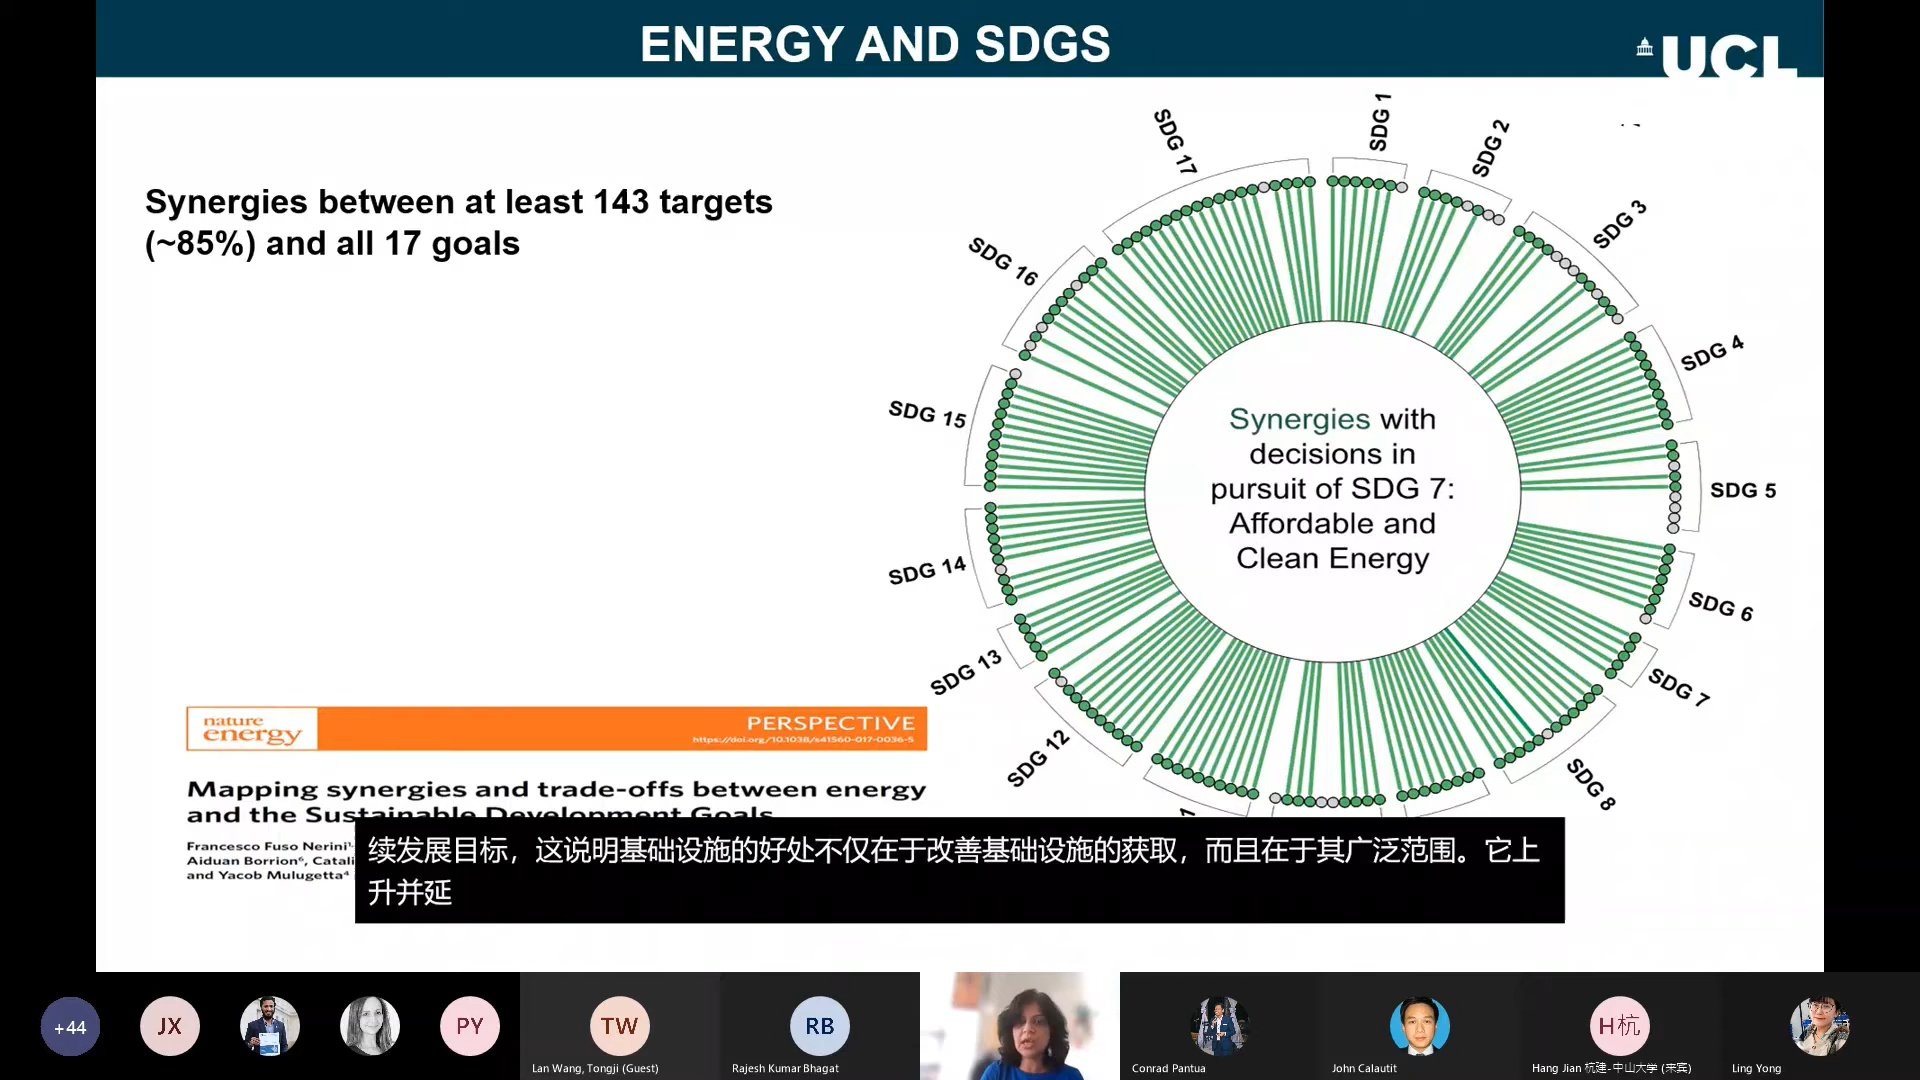 ENERGY AND SDGS
UCL
Synergies between at least 143 targets
(~85%) and all 17 goals
SDG 1
SDG 2
SDG 3
SDG 4
SDG 5
SDG 6
SDG 7
SDG 8
SDG 12
SDG 13
SDG 14
SDG 15
SDG 16
SDG 17
Synergies with
decisions in
pursuit of SDG 7:
Affordable and
Clean Energy
nature
energy
PERSPECTIVE
https://doi.org/10.1038/s41560-017-0036-5
Mapping synergies and trade-offs between energy
and the Sustainable Development Goals
Francesco Fuso Nerini
Aiduan Borrion⁶, Catali
and Yacob Mulugetta⁴
续发展目标，这说明基础设施的好处不仅在于改善基础设施的获取，而且在于其广泛范围。它上
升并延
+44
JX
PY
TW
Lan Wang, Tongji (Guest)
RB
Rajesh Kumar Bhagat
Conrad Pantua
John Calautit
H杭
Hang Jian 杭建-中山大学 (来宾)
Ling Yong